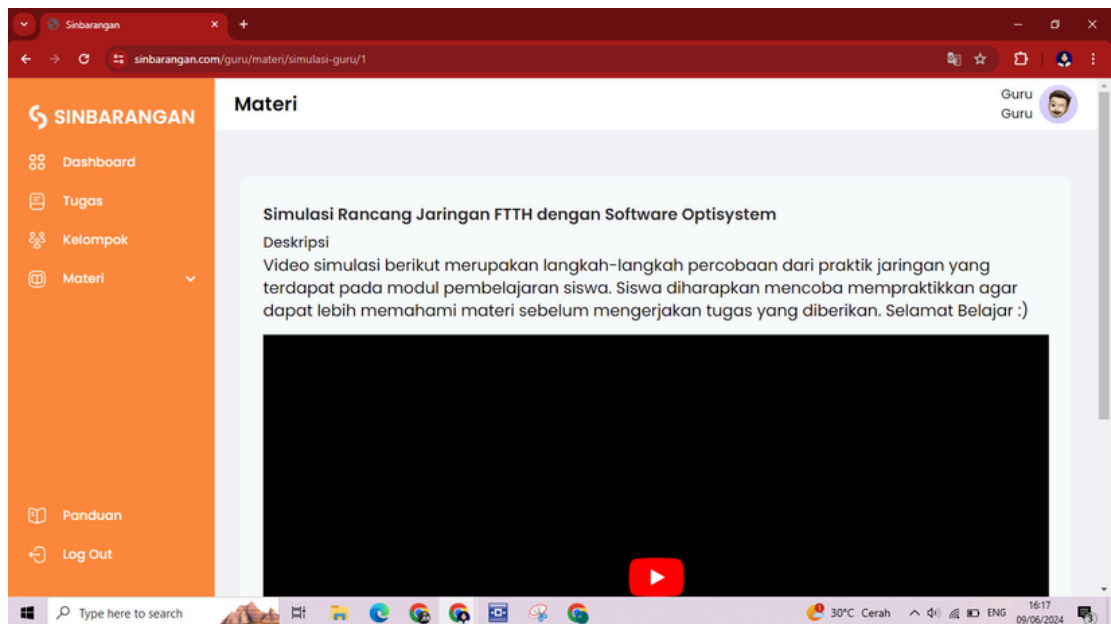 Sinbarangan
sinbarangan.com/guru/materi/simulasi-guru/1
SINBARANGAN
Materi
Guru
Guru
Dashboard
Tugas
Kelompok
Materi
Simulasi Rancang Jaringan FTTH dengan Software Optisystem
Deskripsi
Video simulasi berikut merupakan langkah-langkah percobaan dari praktik jaringan yang
terdapat pada modul pembelajaran siswa. Siswa diharapkan mencoba mempraktikkan agar
dapat lebih memahami materi sebelum mengerjakan tugas yang diberikan. Selamat Belajar :)
Panduan
Log Out
Type here to search
30°C Cerah
ENG
16:17
09/06/2024